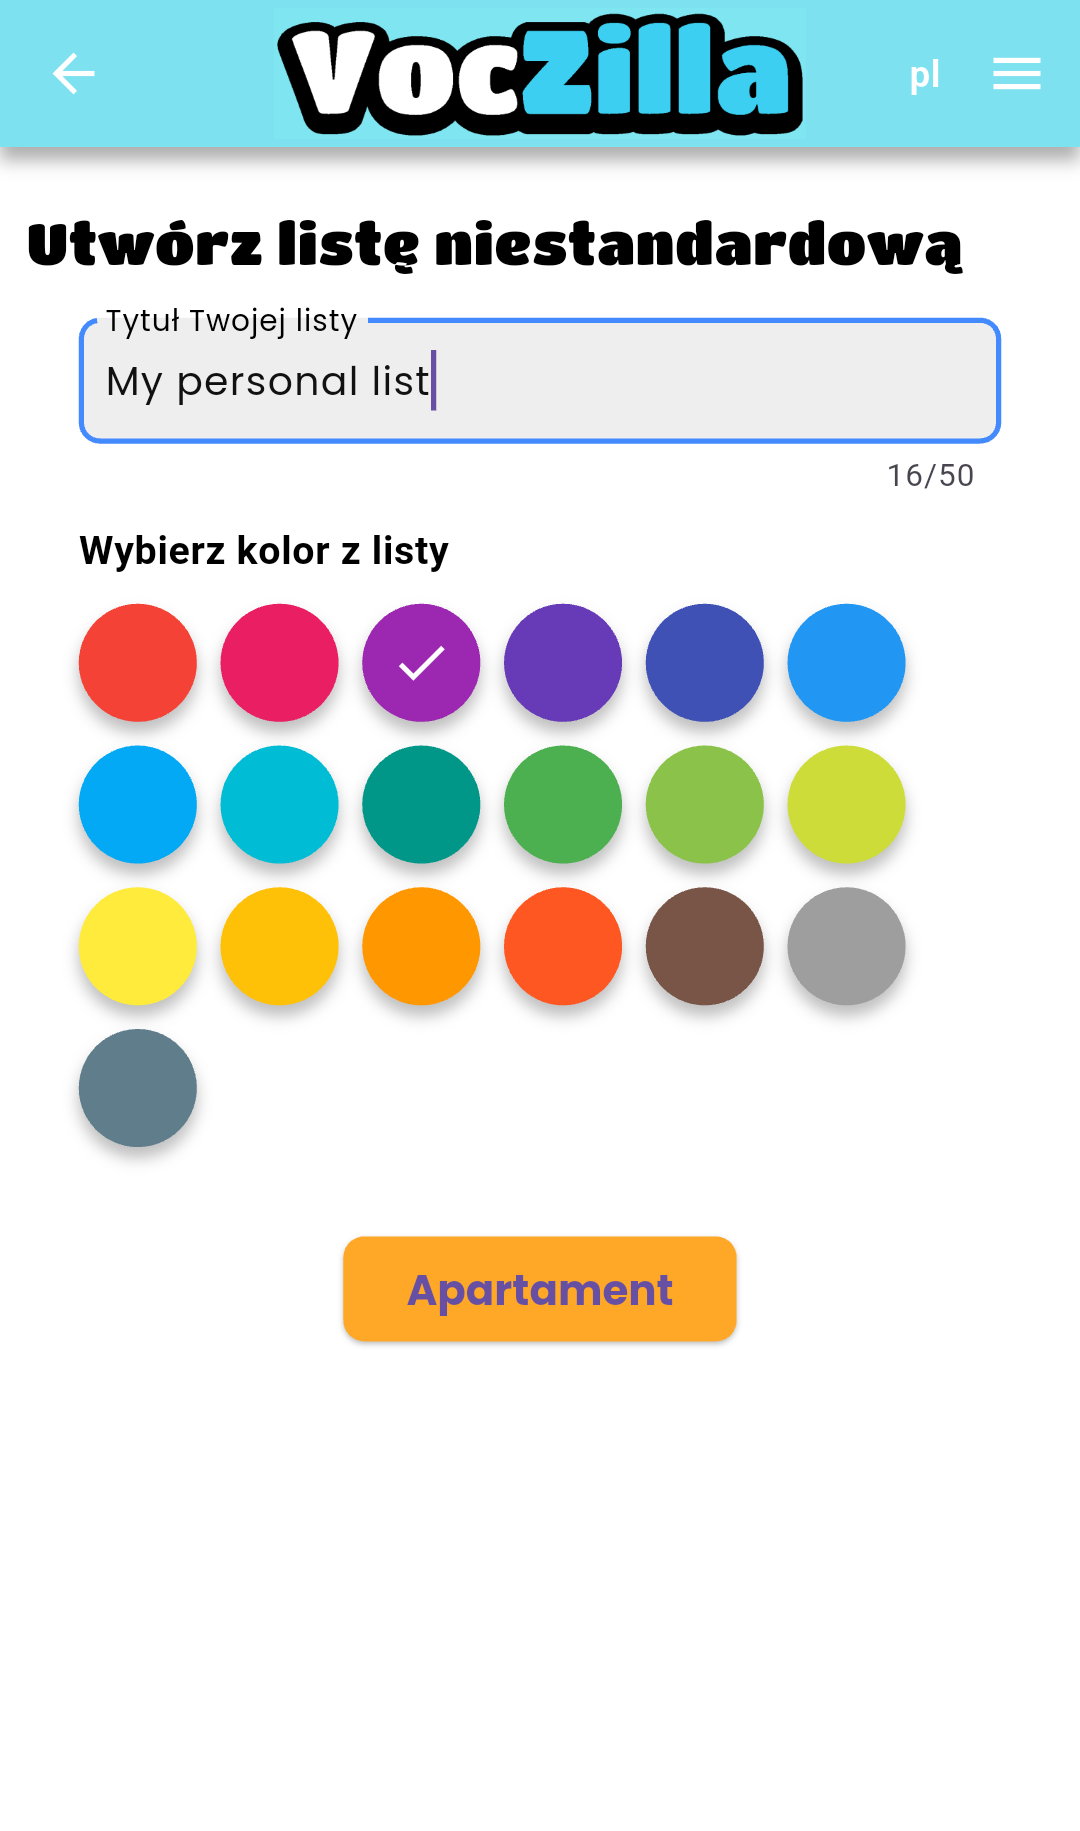 VocZilla
pl
Utwórz listę niestandardową
Tytuł Twojej listy
My personal list
16/50
Wybierz kolor z listy
Apartament